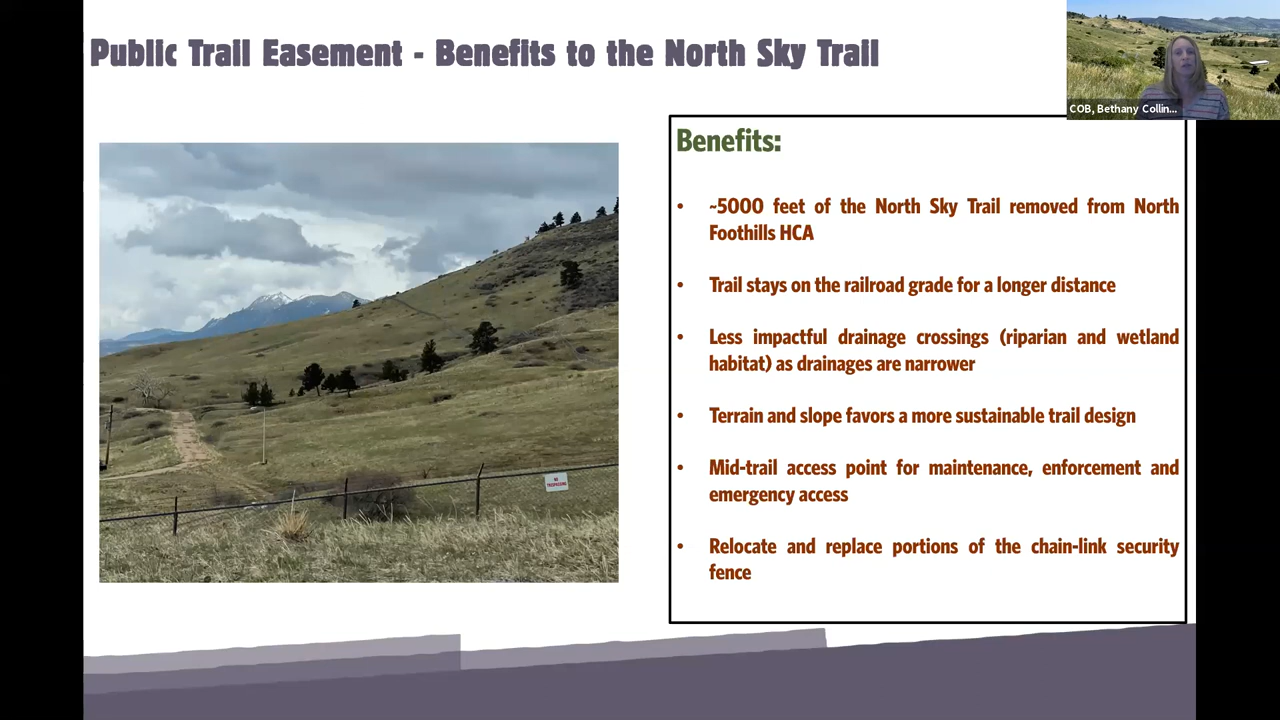 Public Trail Easement - Benefits to the North Sky Trail
COB, Bethany Collin...
Benefits:
• ~5000 feet of the North Sky Trail removed from North
Foothills HCA
• Trail stays on the railroad grade for a longer distance
• Less impactful drainage crossings (riparian and wetland
habitat) as drainages are narrower
• Terrain and slope favors a more sustainable trail design
• Mid-trail access point for maintenance, enforcement and
emergency access
• Relocate and replace portions of the chain-link security
fence
NO
TRESPASSING